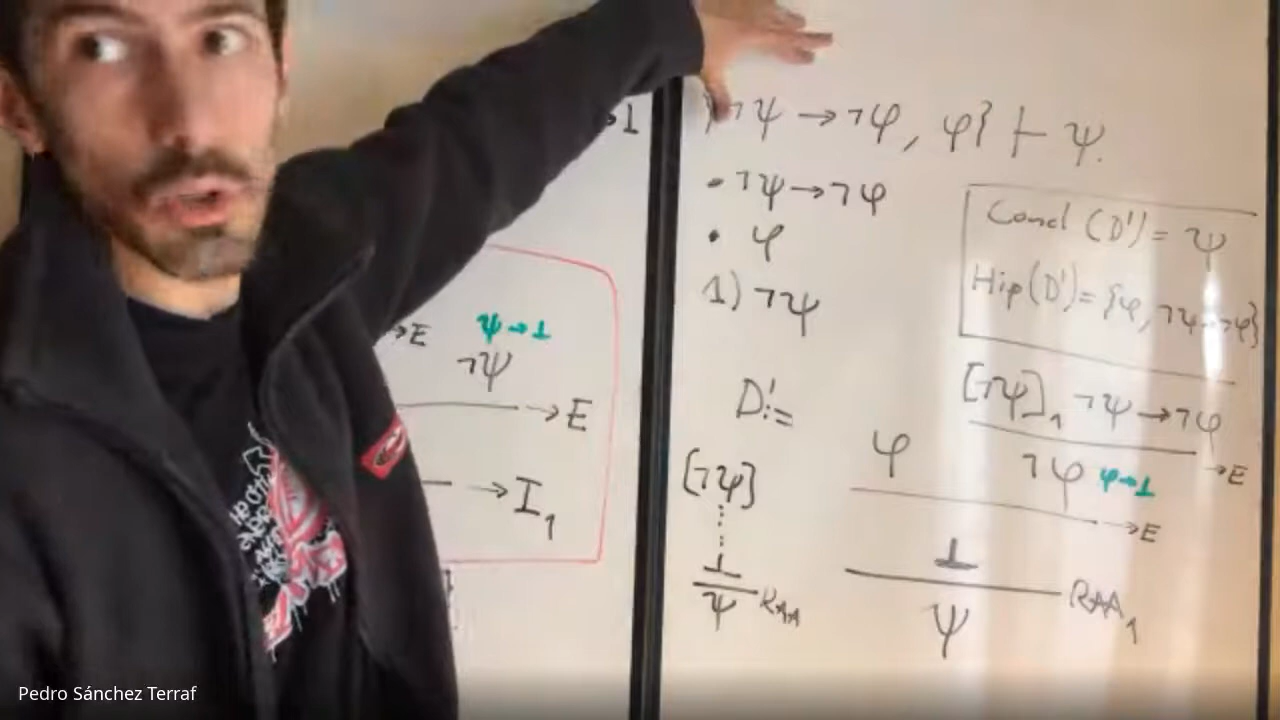 →I
→E ψ→⊥
¬ψ
→E
→I₁
{¬ψ → ¬φ, φ} ⊢ ψ.
• ¬ψ → ¬φ
• φ
1) ¬ψ
Concl (D') = ψ
Hip(D') = {φ, ¬ψ→¬φ}
D' :=
[¬ψ]
⋮
⊥
ψ RAA
[¬ψ]₁ ¬ψ → ¬φ
→E
φ ¬φ φ→⊥
→E
⊥
RAA₁
ψ
Pedro Sánchez Terraf